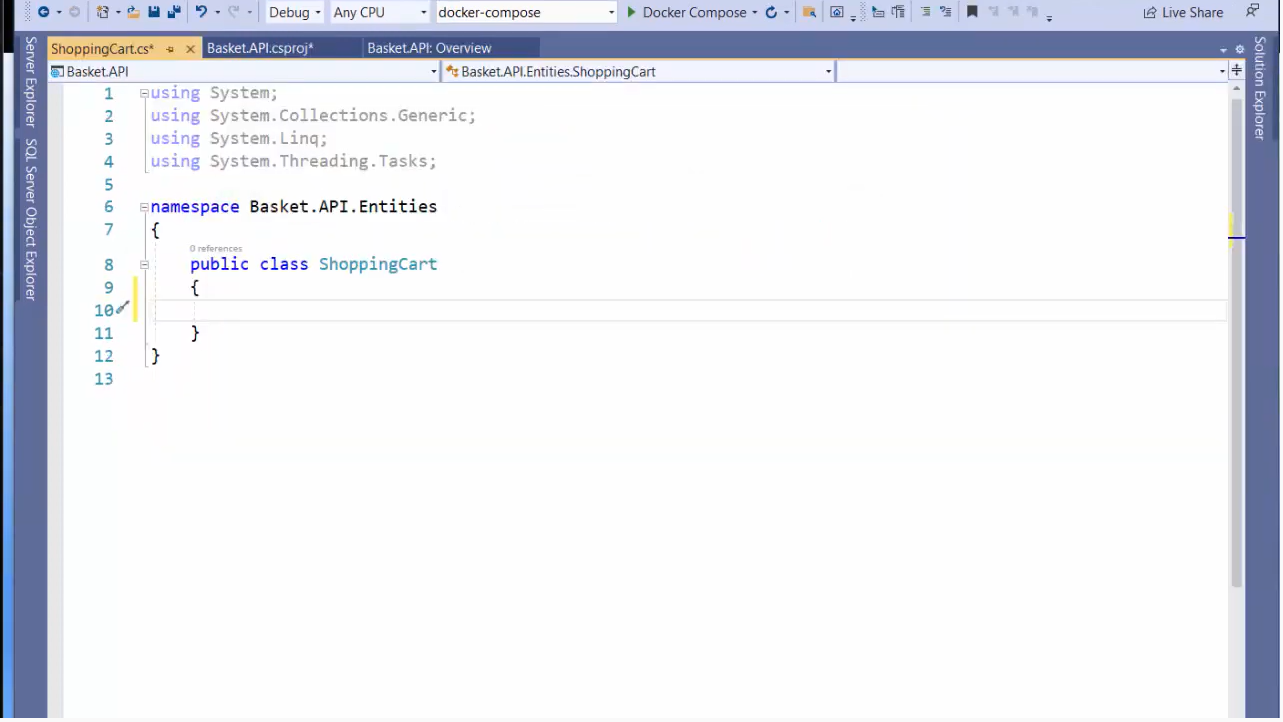 Debug Any CPU docker-compose Docker Compose Live Share
ShoppingCart.cs* Basket.API.csproj* Basket.API: Overview
Basket.API Basket.API.Entities.ShoppingCart
Server Explorer
SQL Server Object Explorer
Solution Explorer
1 using System;
2 using System.Collections.Generic;
3 using System.Linq;
4 using System.Threading.Tasks;
5
6 namespace Basket.API.Entities
7 {
0 references
8 public class ShoppingCart
9 {
10
11 }
12 }
13